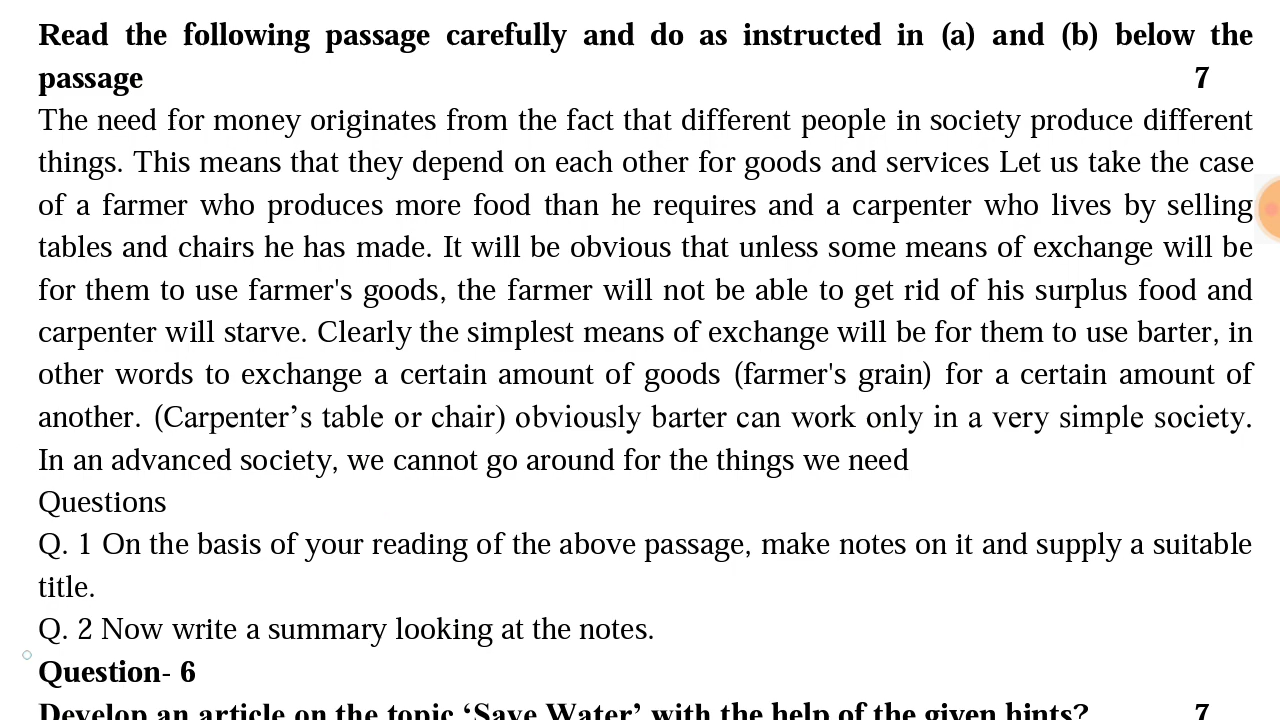 Read the following passage carefully and do as instructed in (a) and (b) below the
passage 7
The need for money originates from the fact that different people in society produce different
things. This means that they depend on each other for goods and services Let us take the case
of a farmer who produces more food than he requires and a carpenter who lives by selling
tables and chairs he has made. It will be obvious that unless some means of exchange will be
for them to use farmer's goods, the farmer will not be able to get rid of his surplus food and
carpenter will starve. Clearly the simplest means of exchange will be for them to use barter, in
other words to exchange a certain amount of goods (farmer's grain) for a certain amount of
another. (Carpenter’s table or chair) obviously barter can work only in a very simple society.
In an advanced society, we cannot go around for the things we need
Questions
Q. 1 On the basis of your reading of the above passage, make notes on it and supply a suitable
title.
Q. 2 Now write a summary looking at the notes.
Question- 6
Develop an article on the topic ‘Save Water’ with the help of the given hints? 7